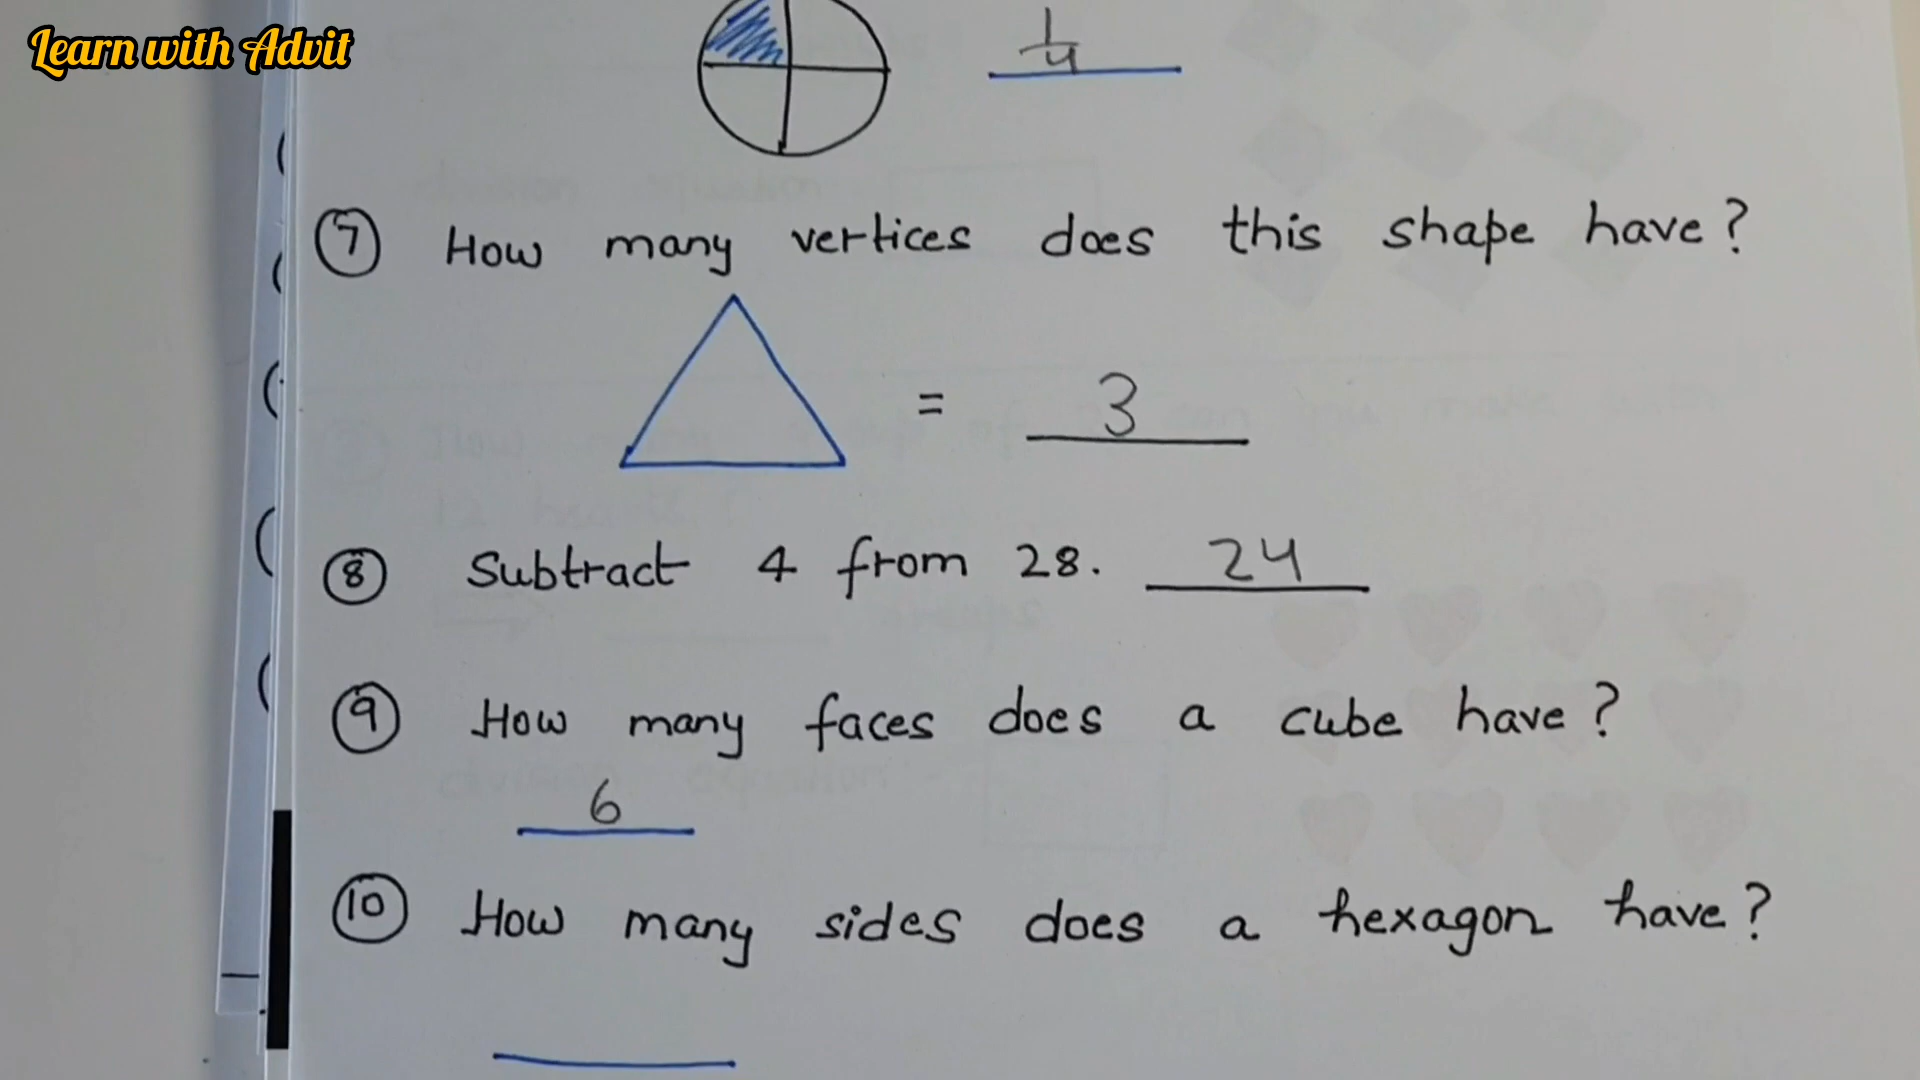 Learn with Advit
1/4
7 How many vertices does this shape have?
= 3
8 Subtract 4 from 28. 24
9 How many faces does a cube have?
6
10 How many sides does a hexagon have?